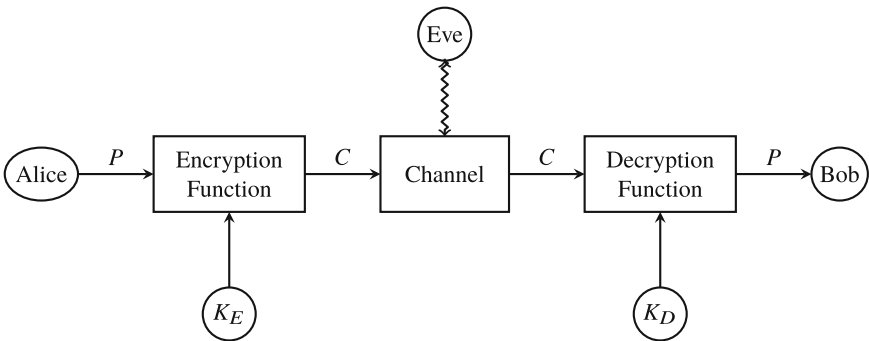 Eve
Alice
P
Encryption
Function
C
Channel
C
Decryption
Function
P
Bob
K_E
K_D